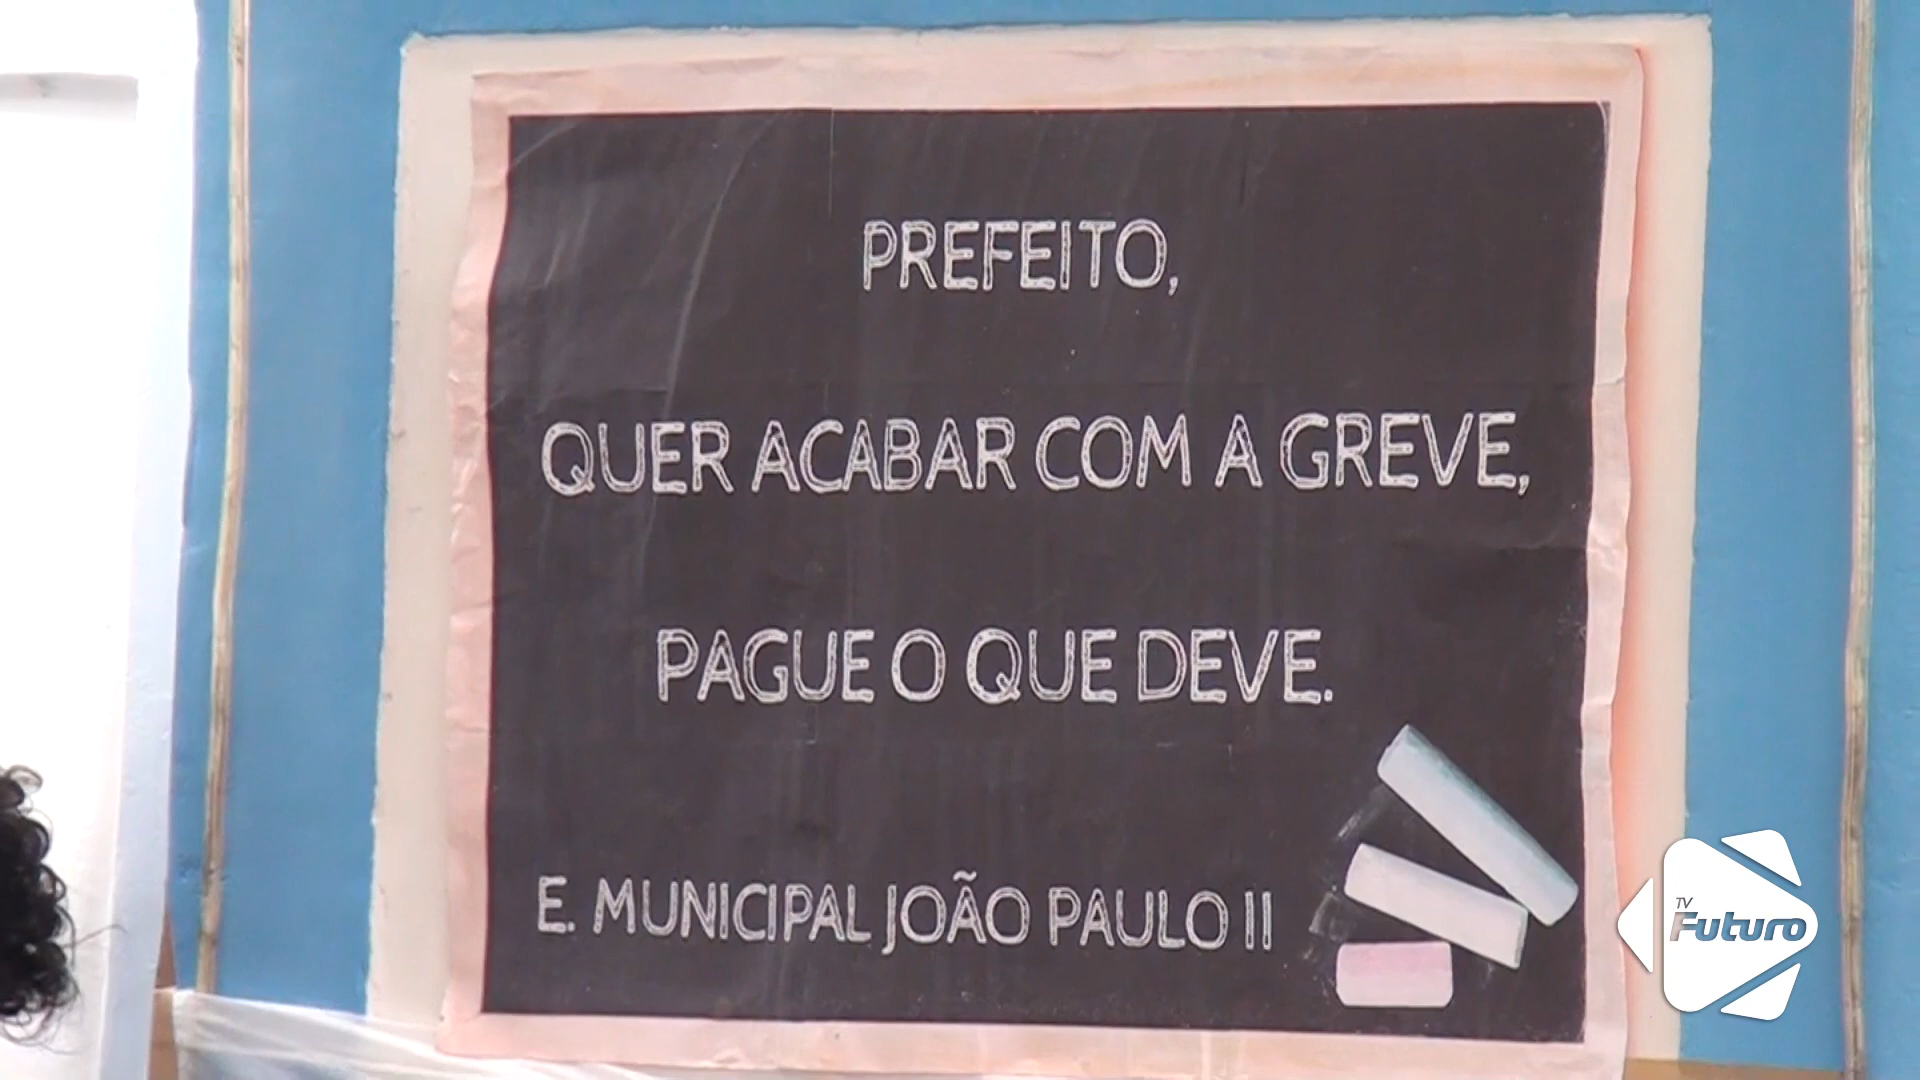 PREFEITO,
QUER ACABAR COM A GREVE,
PAGUE O QUE DEVE.
E. MUNICIPAL JOÃO PAULO II
TV
Futuro